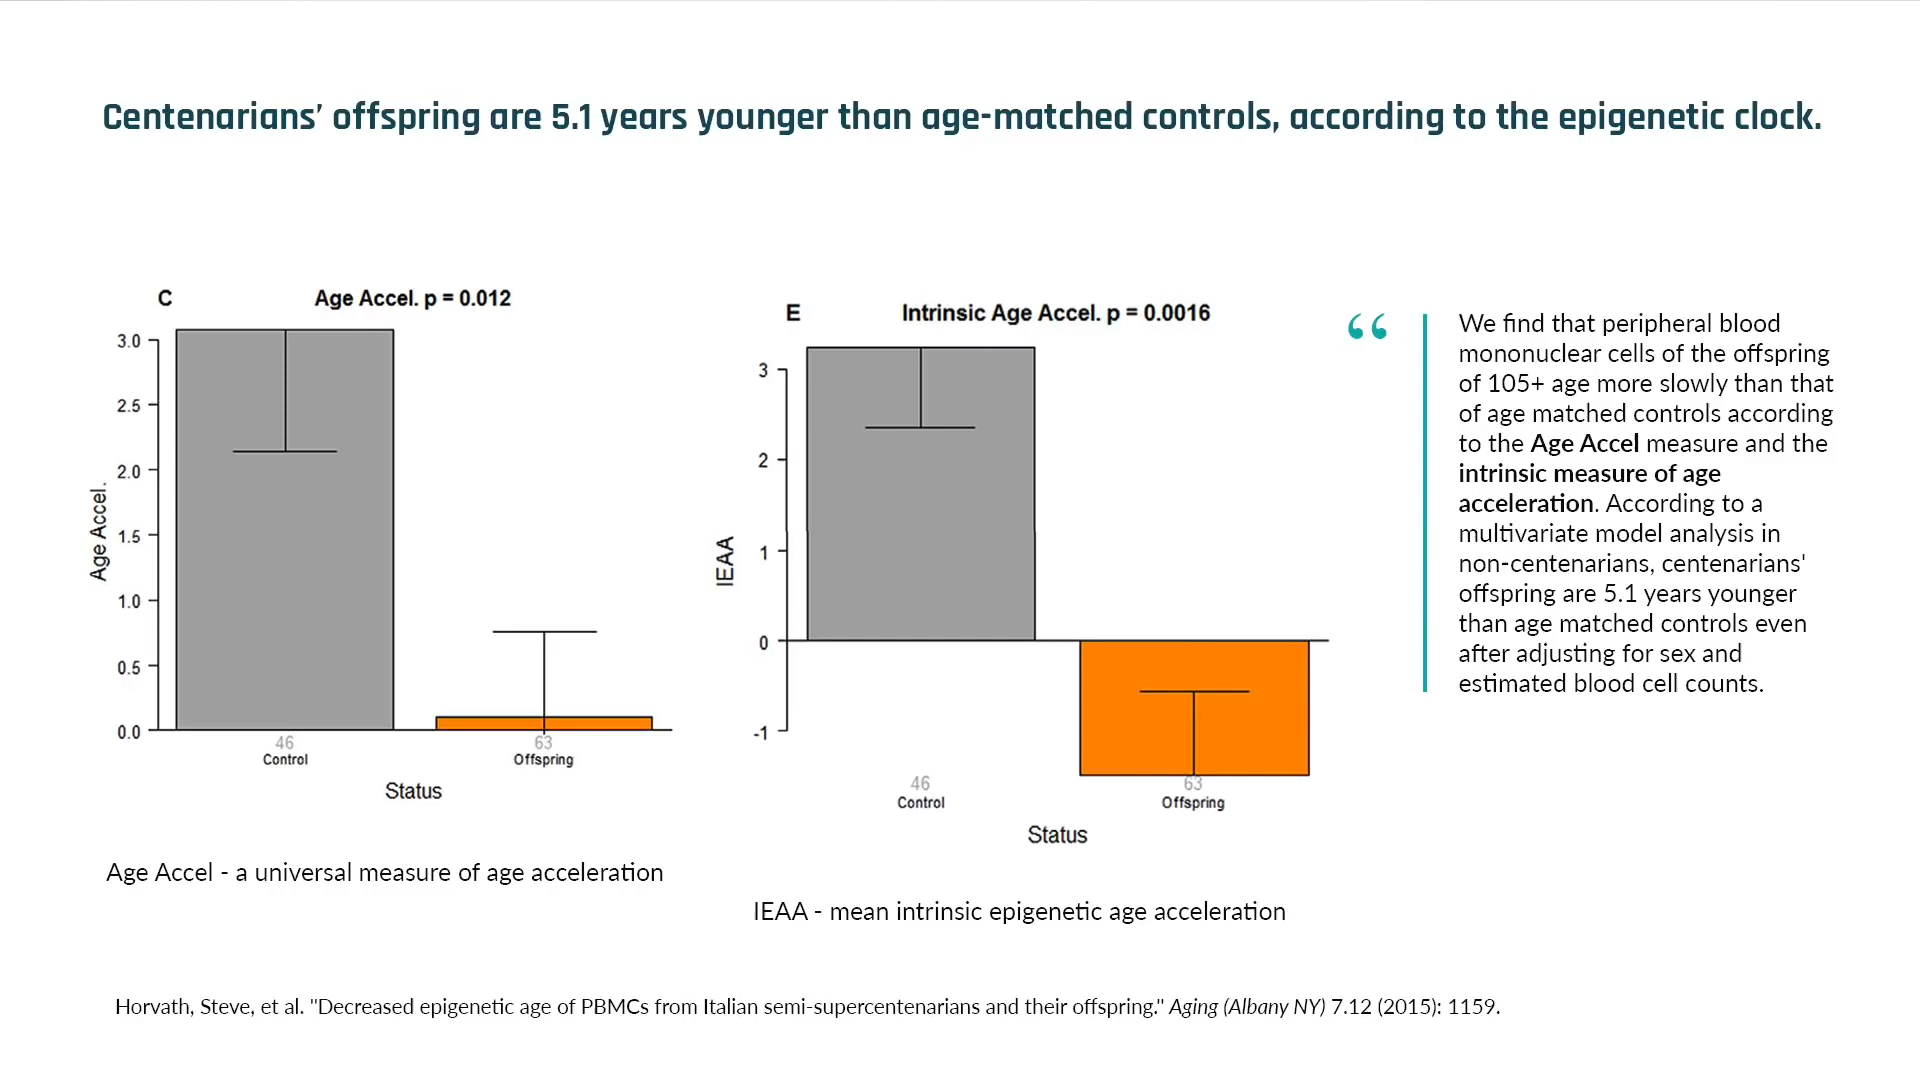 Centenarians’ offspring are 5.1 years younger than age-matched controls, according to the epigenetic clock.
C
Age Accel. p = 0.012
3.0
2.5
2.0
1.5
1.0
0.5
0.0
Age Accel.
46
63
Control
Offspring
Status
Age Accel - a universal measure of age acceleration
E
Intrinsic Age Accel. p = 0.0016
3
2
1
0
-1
IEAA
46
63
Control
Offspring
Status
IEAA - mean intrinsic epigenetic age acceleration
“
We find that peripheral blood
mononuclear cells of the offspring
of 105+ age more slowly than that
of age matched controls according
to the Age Accel measure and the
intrinsic measure of age
acceleration. According to a
multivariate model analysis in
non-centenarians, centenarians'
offspring are 5.1 years younger
than age matched controls even
after adjusting for sex and
estimated blood cell counts.
Horvath, Steve, et al. "Decreased epigenetic age of PBMCs from Italian semi-supercentenarians and their offspring." Aging (Albany NY) 7.12 (2015): 1159.